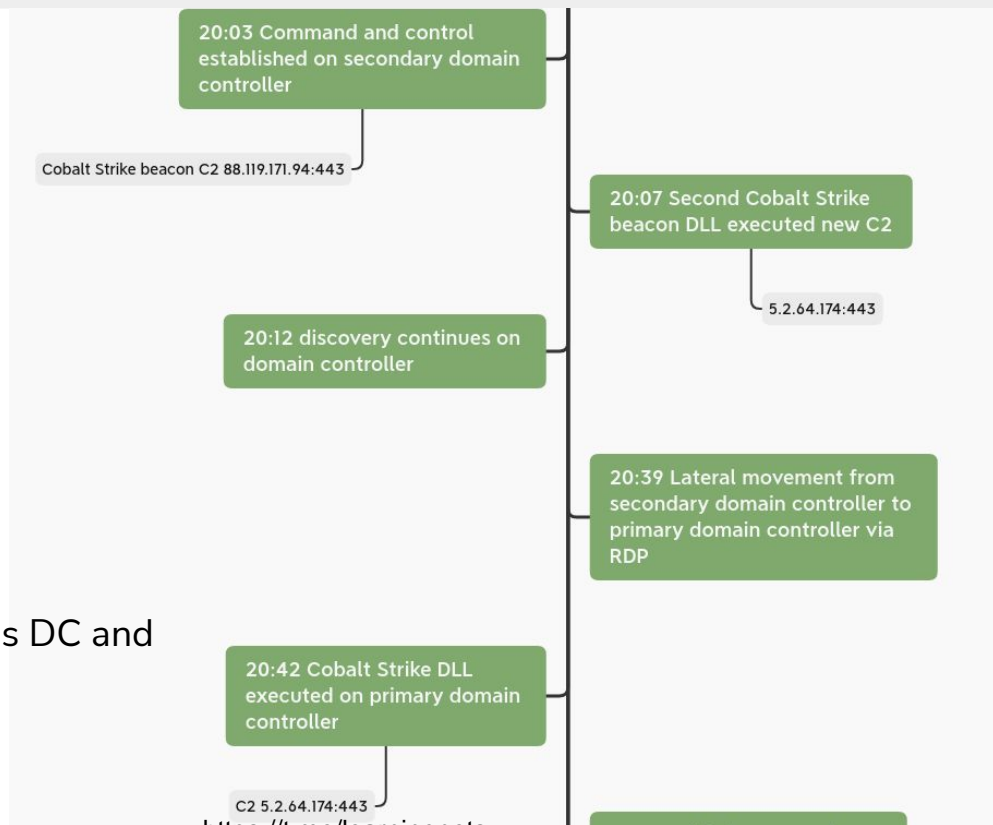 20:03 Command and control
established on secondary domain
controller
Cobalt Strike beacon C2 88.119.171.94:443
20:07 Second Cobalt Strike
beacon DLL executed new C2
5.2.64.174:443
20:12 discovery continues on
domain controller
20:39 Lateral movement from
secondary domain controller to
primary domain controller via
RDP
s DC and
20:42 Cobalt Strike DLL
executed on primary domain
controller
C2 5.2.64.174:443